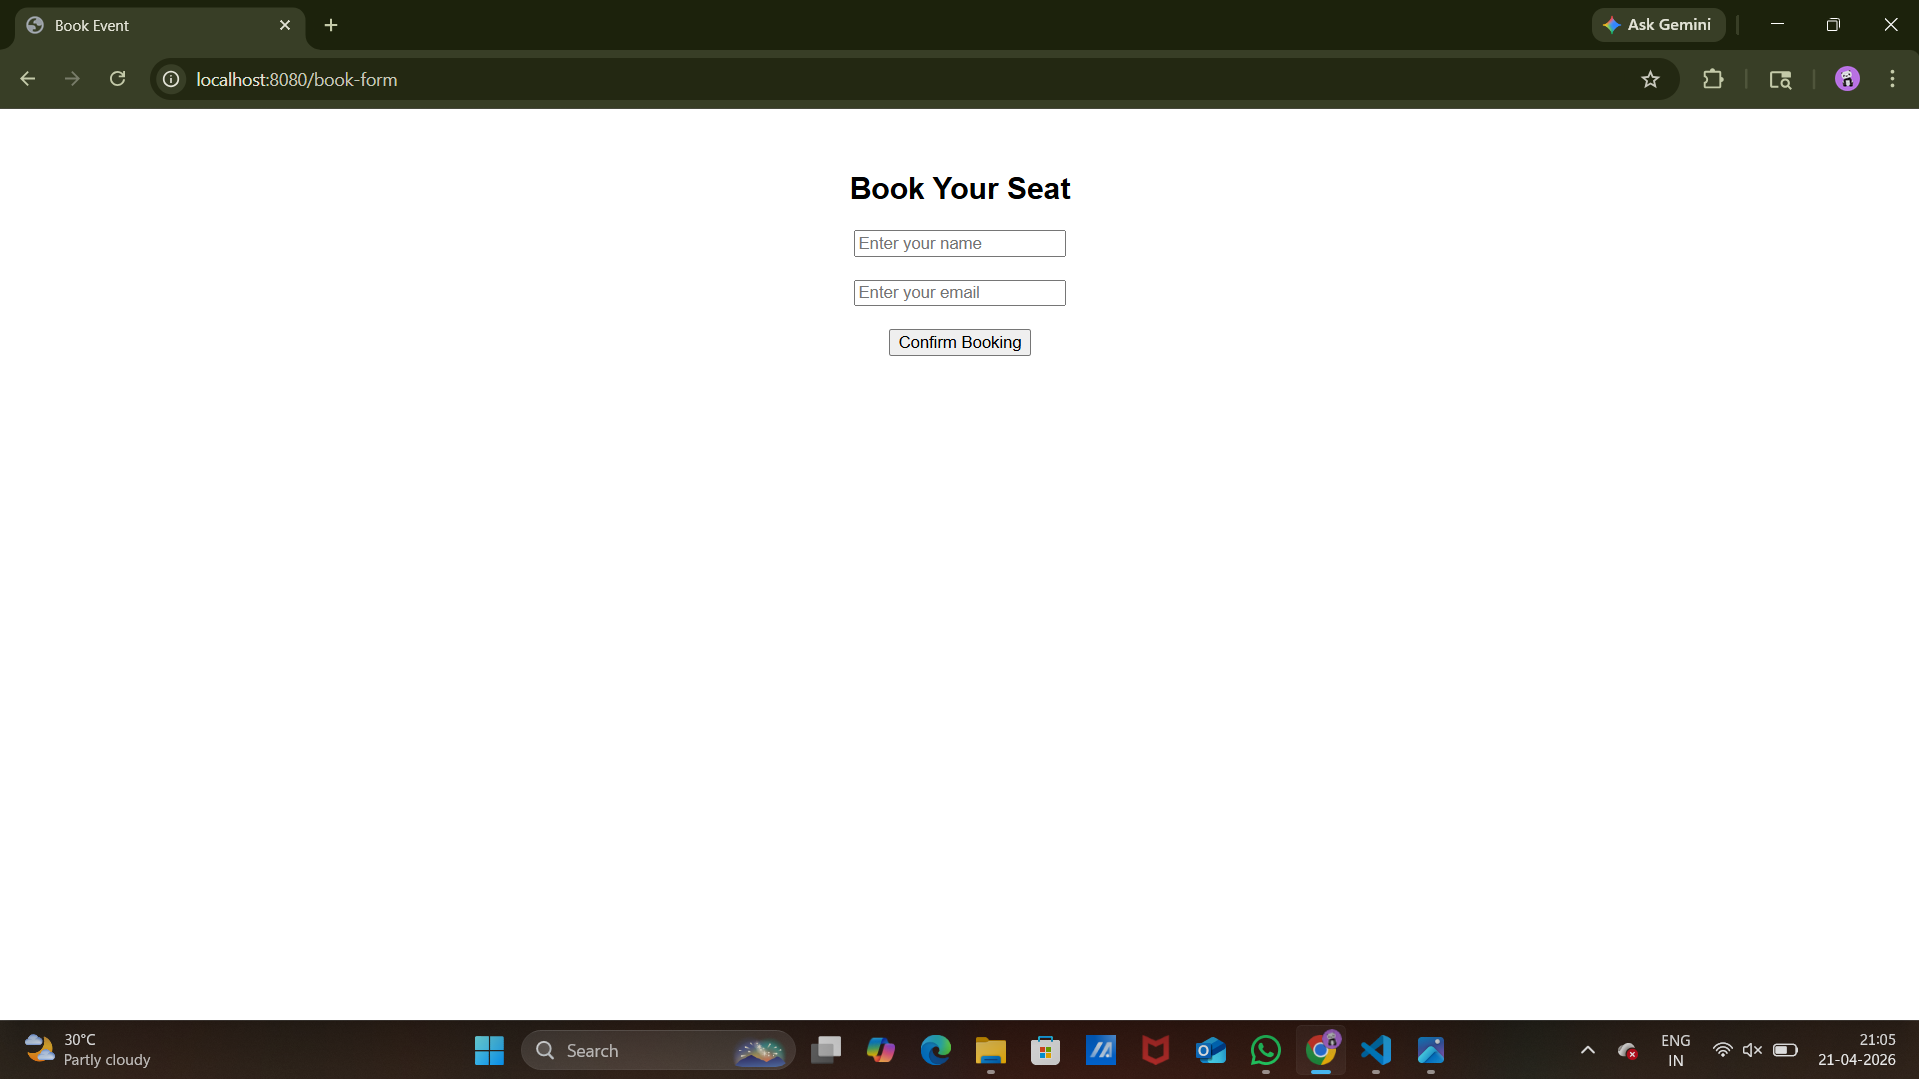 Book Event
Ask Gemini
localhost:8080/book-form
Book Your Seat
Enter your name
Enter your email
Confirm Booking
30°C
Partly cloudy
Search
ENG
IN
21:05
21-04-2026